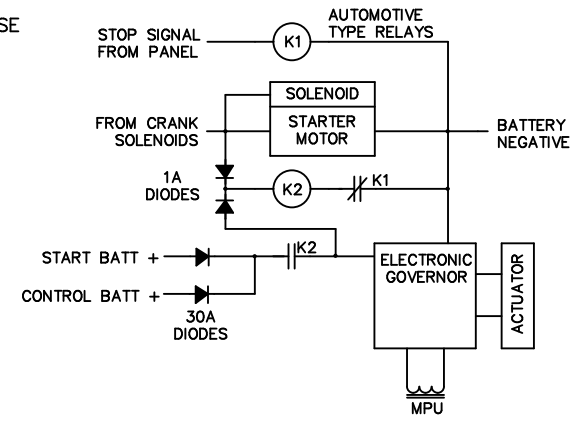 SE
AUTOMOTIVE
TYPE RELAYS
STOP SIGNAL
FROM PANEL
K1
SOLENOID
STARTER
MOTOR
FROM CRANK
SOLENOIDS
BATTERY
NEGATIVE
1A
DIODES
K2
K1
START BATT +
K2
CONTROL BATT +
30A
DIODES
ELECTRONIC
GOVERNOR
ACTUATOR
MPU